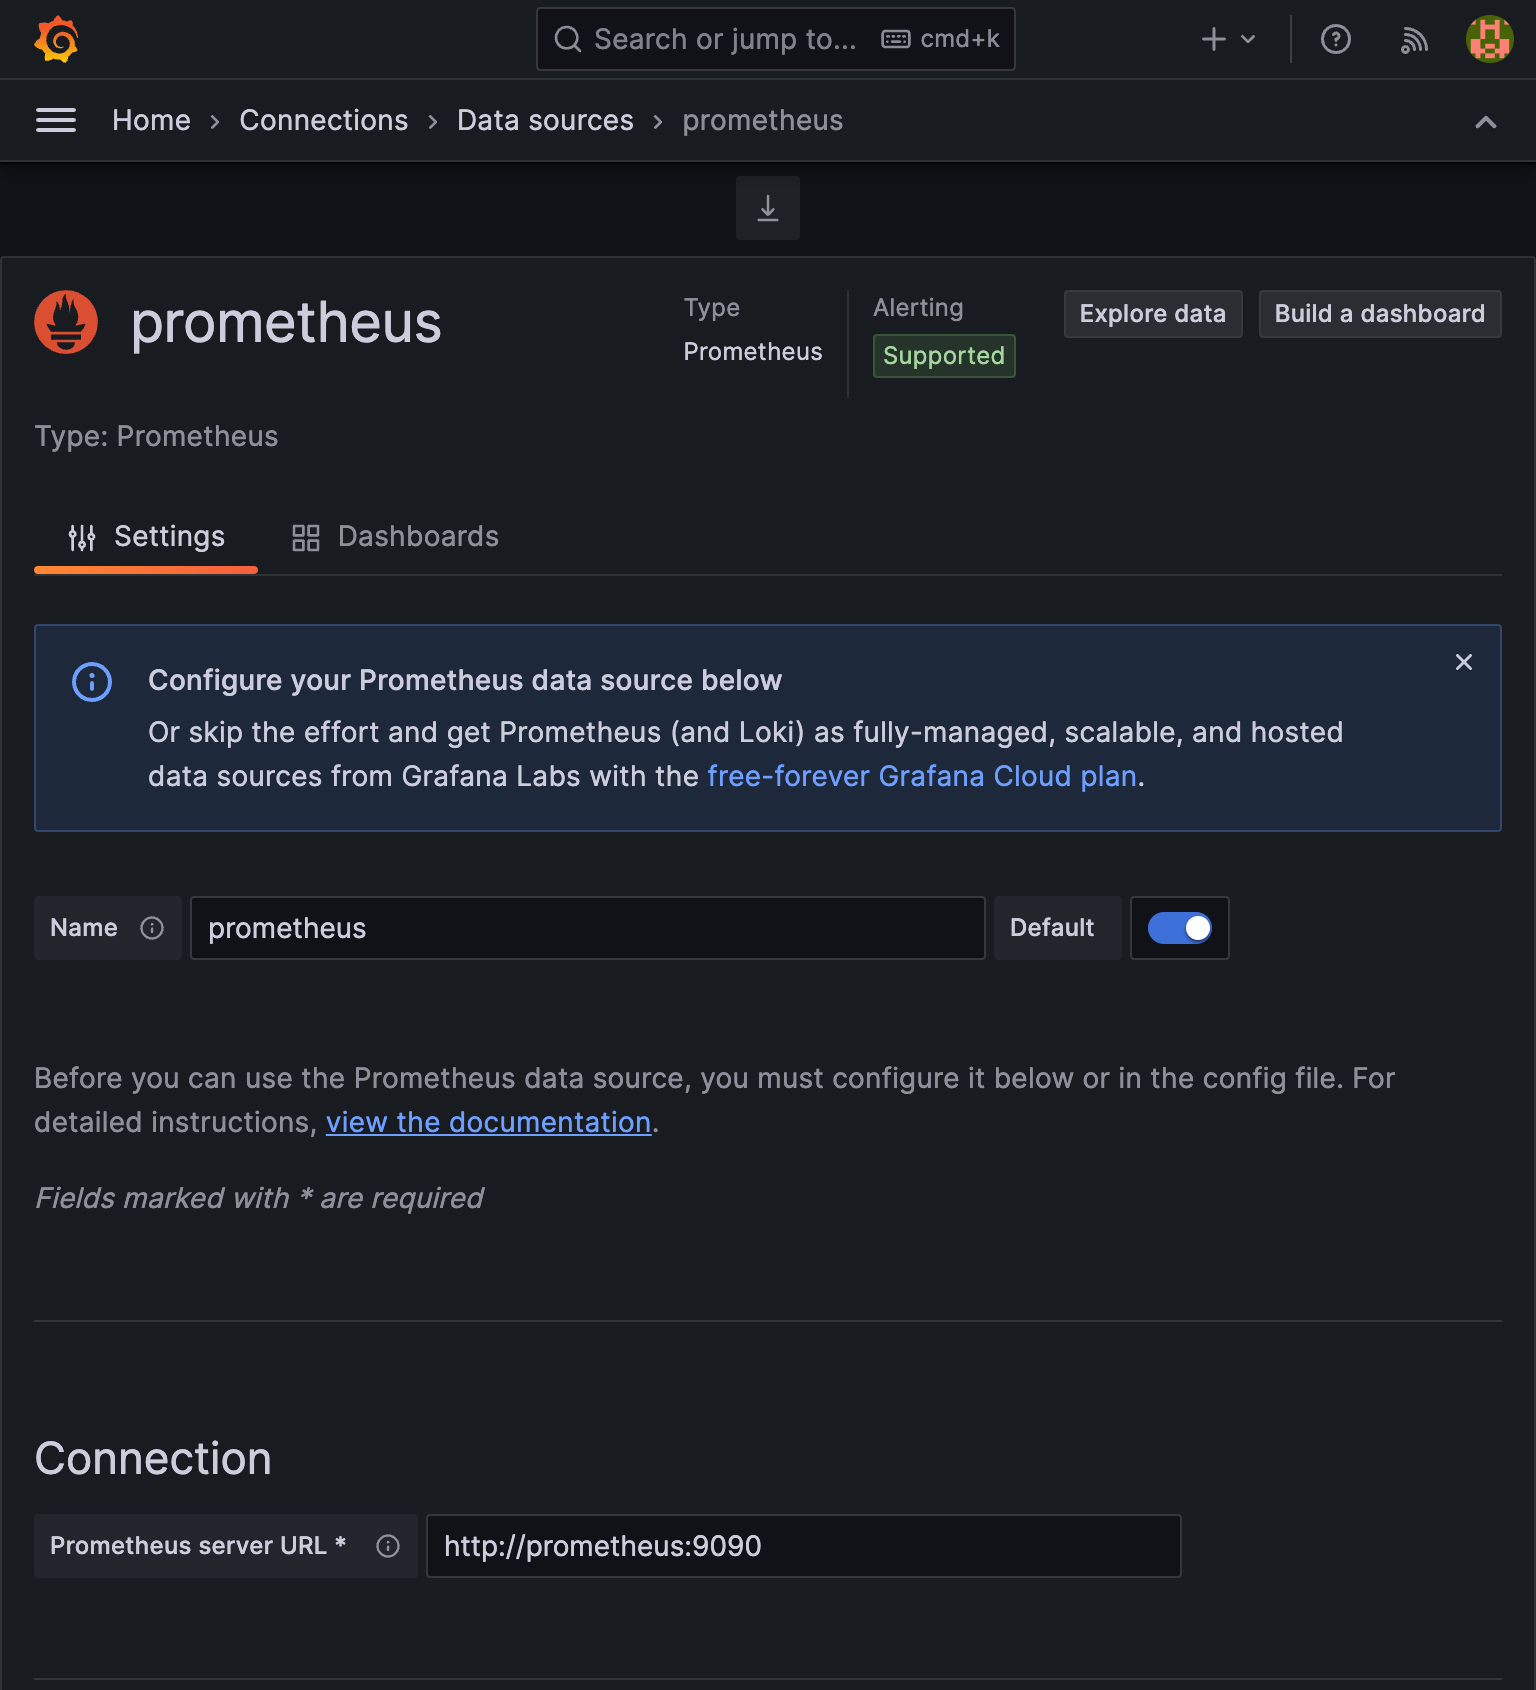 Search or jump to... cmd+k
Home › Connections › Data sources › prometheus
prometheus
Type
Prometheus
Alerting
Supported
Explore data
Build a dashboard
Type: Prometheus
Settings
Dashboards
Configure your Prometheus data source below
Or skip the effort and get Prometheus (and Loki) as fully-managed, scalable, and hosted
data sources from Grafana Labs with the free-forever Grafana Cloud plan.
Name
prometheus
Default
Before you can use the Prometheus data source, you must configure it below or in the config file. For
detailed instructions, view the documentation.
Fields marked with * are required
Connection
Prometheus server URL *
http://prometheus:9090